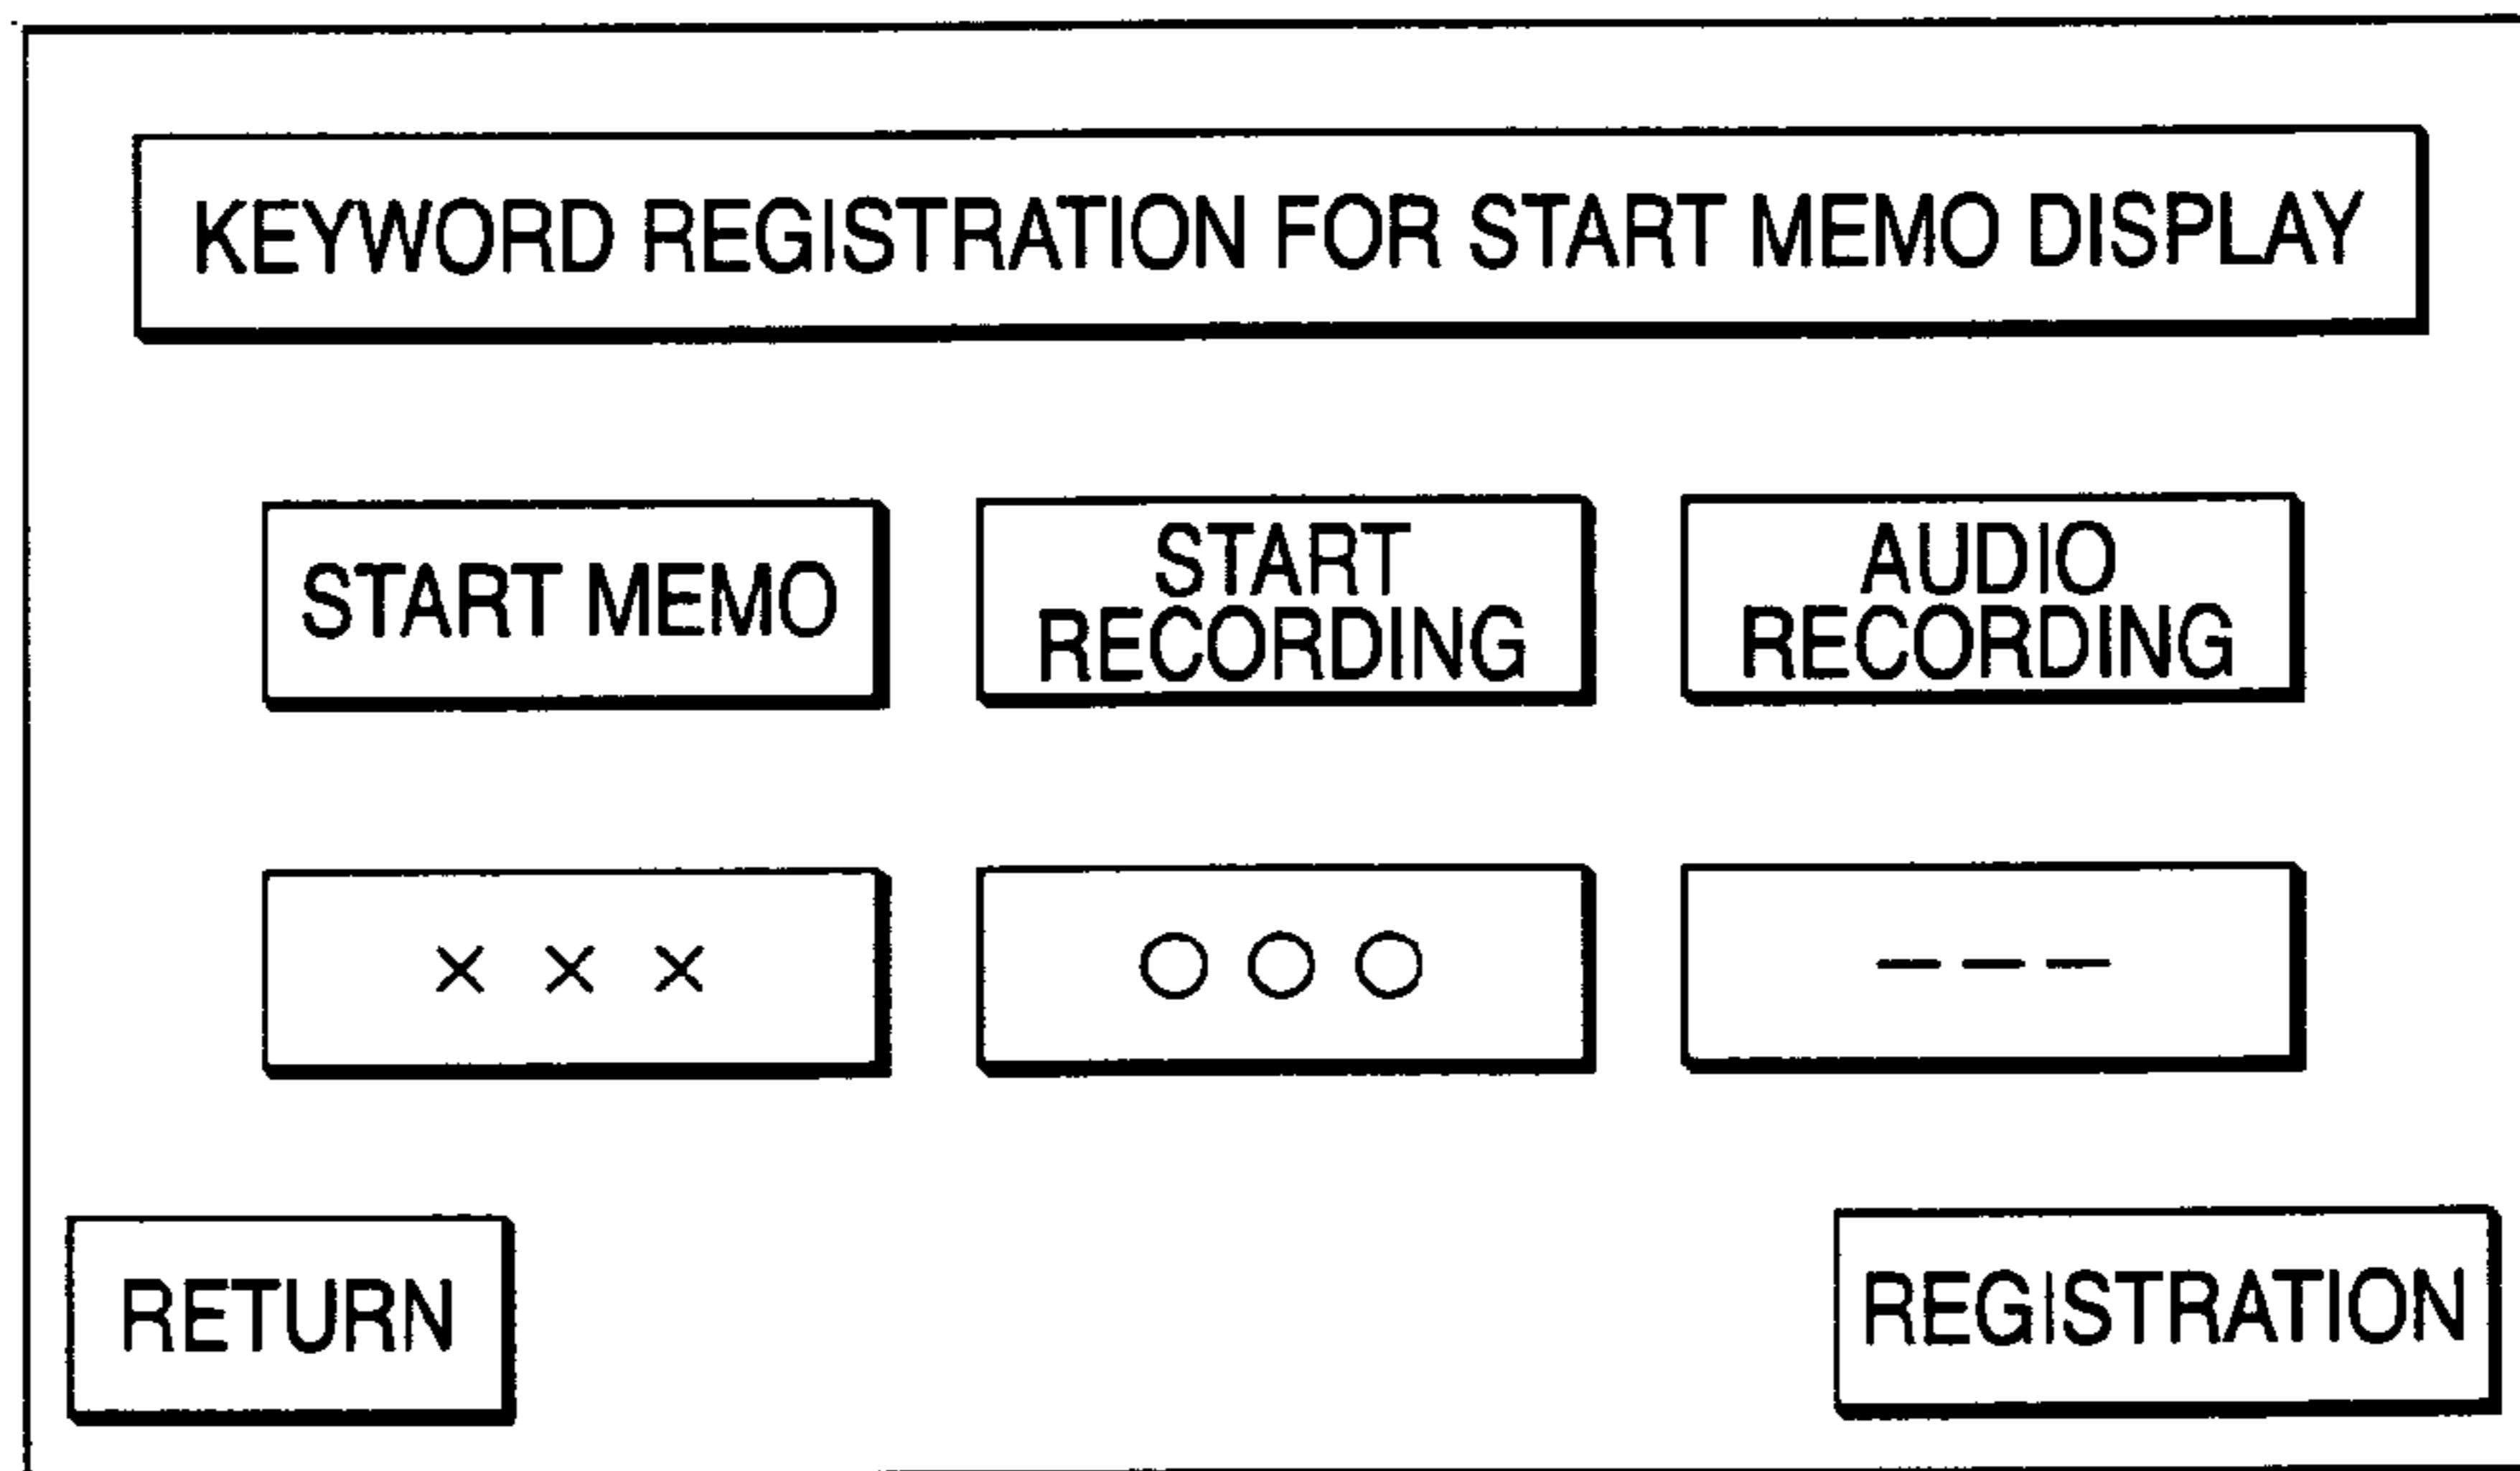 KEYWORD REGISTRATION FOR START MEMO DISPLAY
START MEMO
START
RECORDING
AUDIO
RECORDING
× × ×
○ ○ ○
– – –
RETURN
REGISTRATION